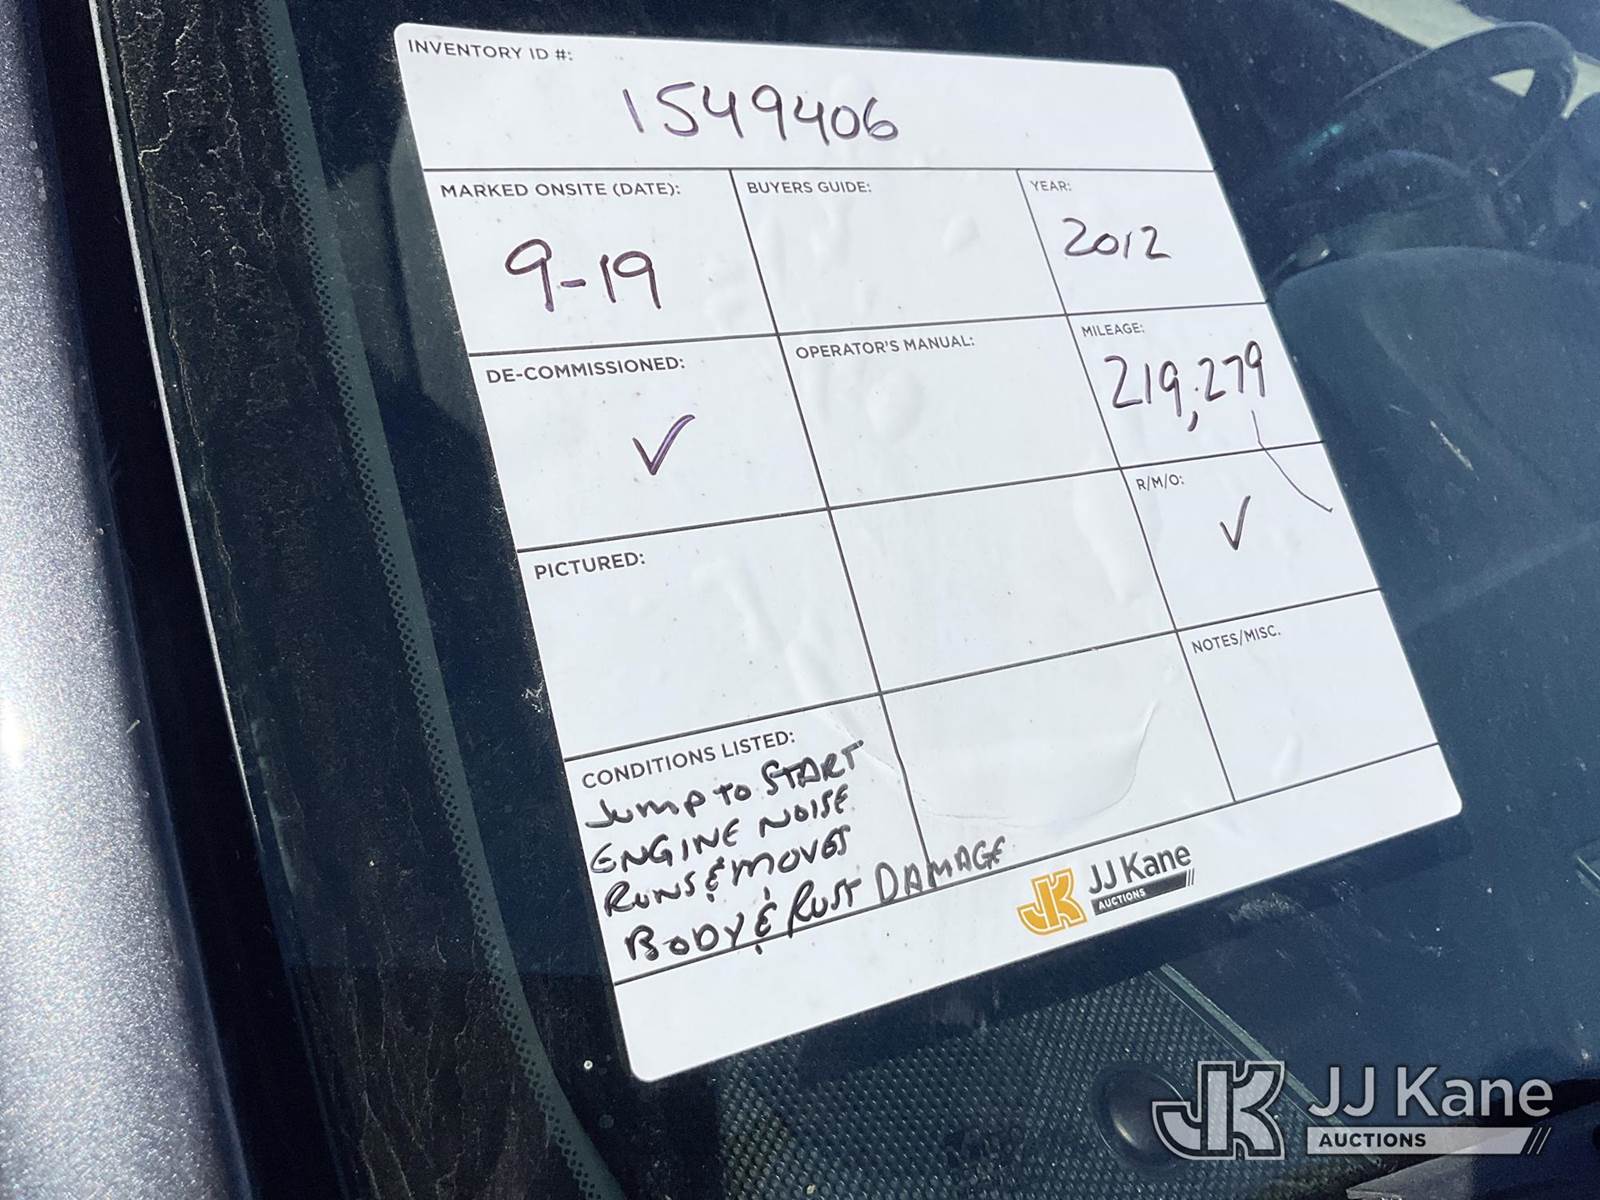 INVENTORY ID #:
1549406
MARKED ONSITE (DATE):
9-19
BUYERS GUIDE:
YEAR:
2012
DE-COMMISSIONED:
✓
OPERATOR'S MANUAL:
MILEAGE:
219,279
PICTURED:
R/M/O:
✓
CONDITIONS LISTED:
Jump to START
ENGINE NOISE
RUNS & MOVES
BODY & RUST DAMAGE
NOTES/MISC.
JK JJ Kane
AUCTIONS
JK JJ Kane
AUCTIONS